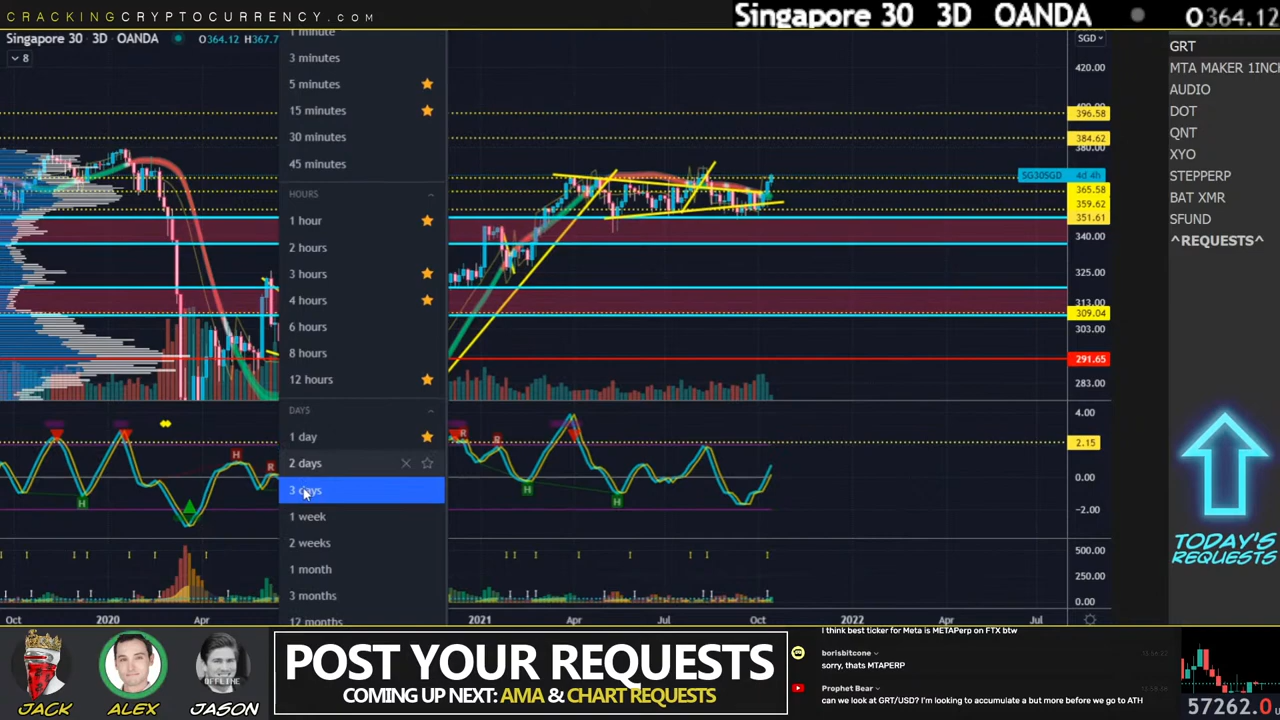 CRACKINGCRYPTOCURRENCY.com
Singapore 30 3D OANDA O364.12
Singapore 30 · 3D · OANDA O364.12 H367.7
8
SGD
1 minute
3 minutes
5 minutes
15 minutes
30 minutes
45 minutes
HOURS
1 hour
2 hours
3 hours
4 hours
6 hours
8 hours
12 hours
DAYS
1 day
2 days
3 days
1 week
2 weeks
1 month
3 months
12 months
420.00
396.58
384.62
380.00
SG30SGD 4d 4h
365.58
359.62
351.61
340.00
325.00
313.00
309.04
303.00
291.65
283.00
4.00
2.15
0.00
−2.00
500.00
250.00
0.00
H
H
R
R
R
H
H
Oct 2020 Apr 2021 Apr Jul Oct 2022 Apr Jul
GRT
MTA MAKER 1INC
AUDIO
DOT
QNT
XYO
STEPPERP
BAT XMR
SFUND
^REQUESTS^
TODAY'S
REQUESTS
JACK
ALEX
OFFLINE
JASON
POST YOUR REQUESTS
COMING UP NEXT: AMA & CHART REQUESTS
I think best ticker for Meta is METAPerp on FTX btw
borisbitcone
sorry, thats MTAPERP
Prophet Bear
can we look at GRT/USD? I'm looking to accumulate a but more before we go to ATH
57262.0